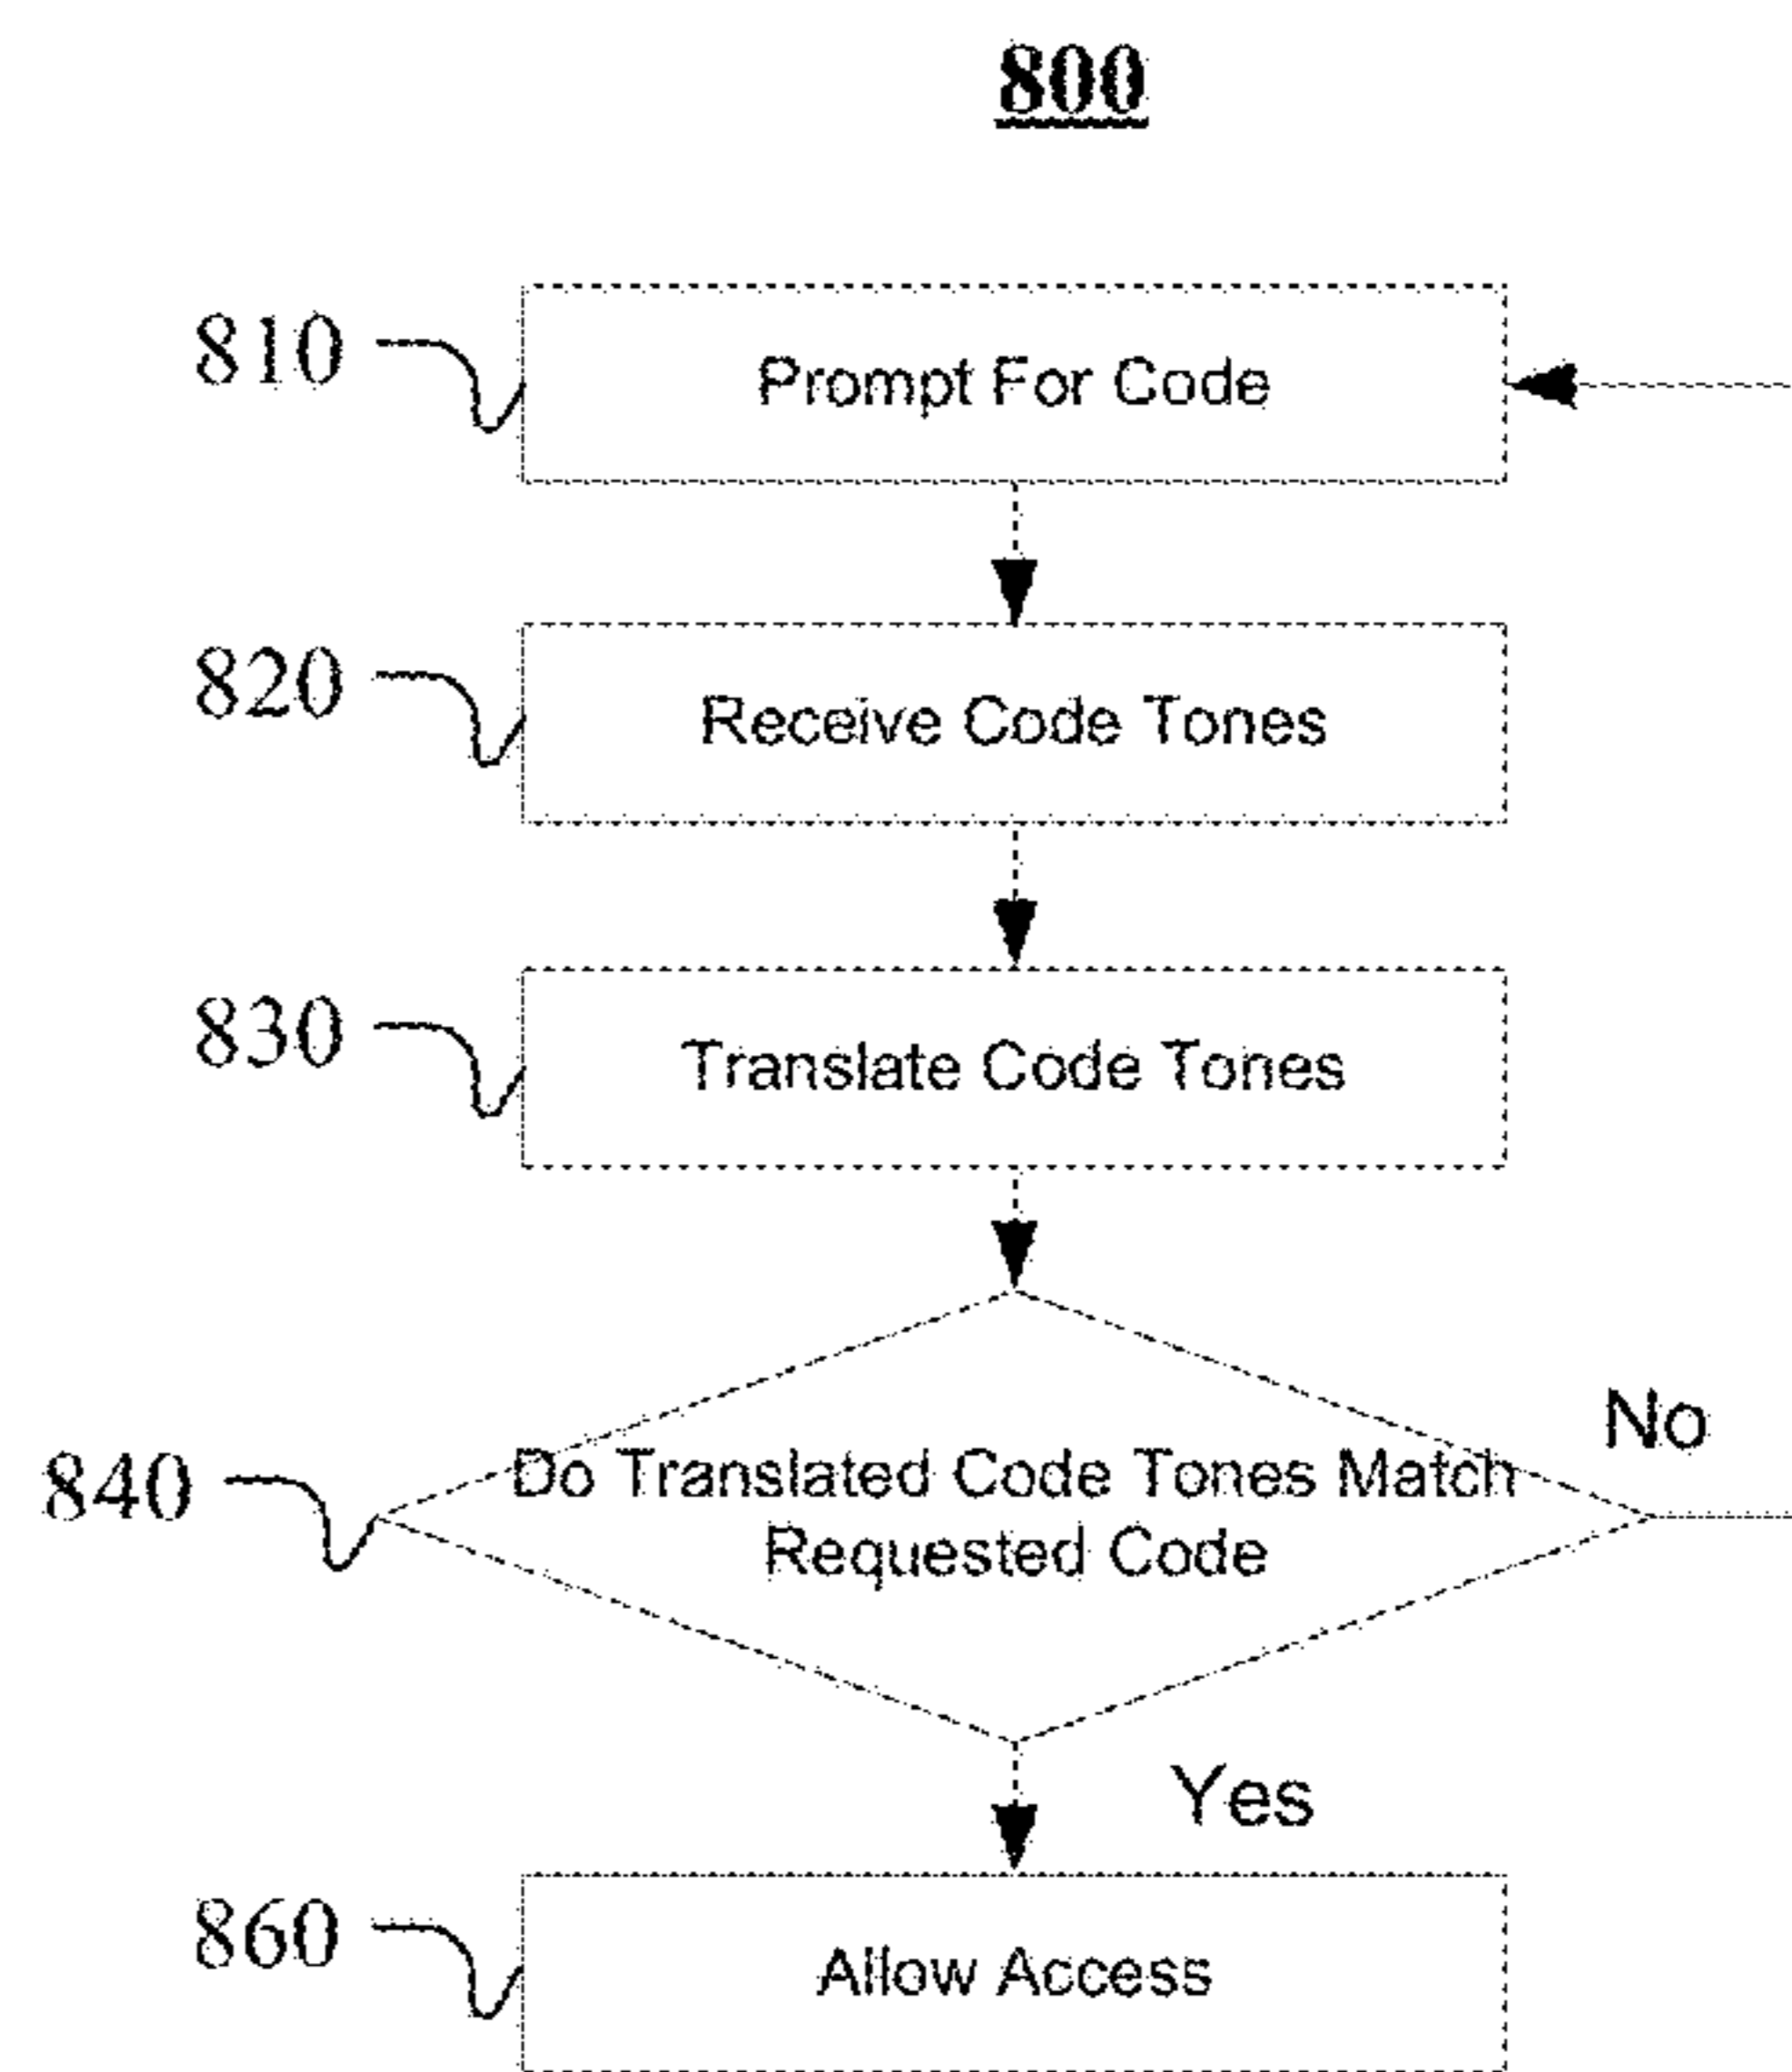 800
810
Prompt For Code
820
Receive Code Tones
830
Translate Code Tones
No
840
Do Translated Code Tones Match
Requested Code
Yes
860
Allow Access